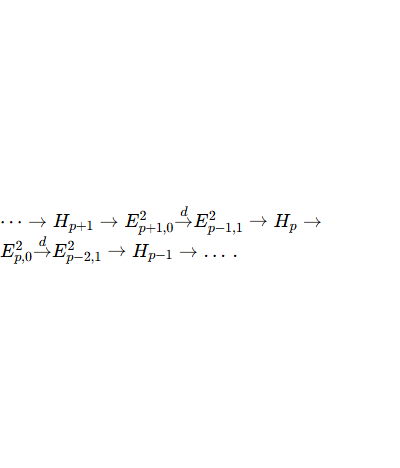 ⋯ → H_{p+1} → E^2_{p+1,0} \xrightarrow{d} E^2_{p−1,1} → H_p →
E^2_{p,0} \xrightarrow{d} E^2_{p−2,1} → H_{p−1} → … .